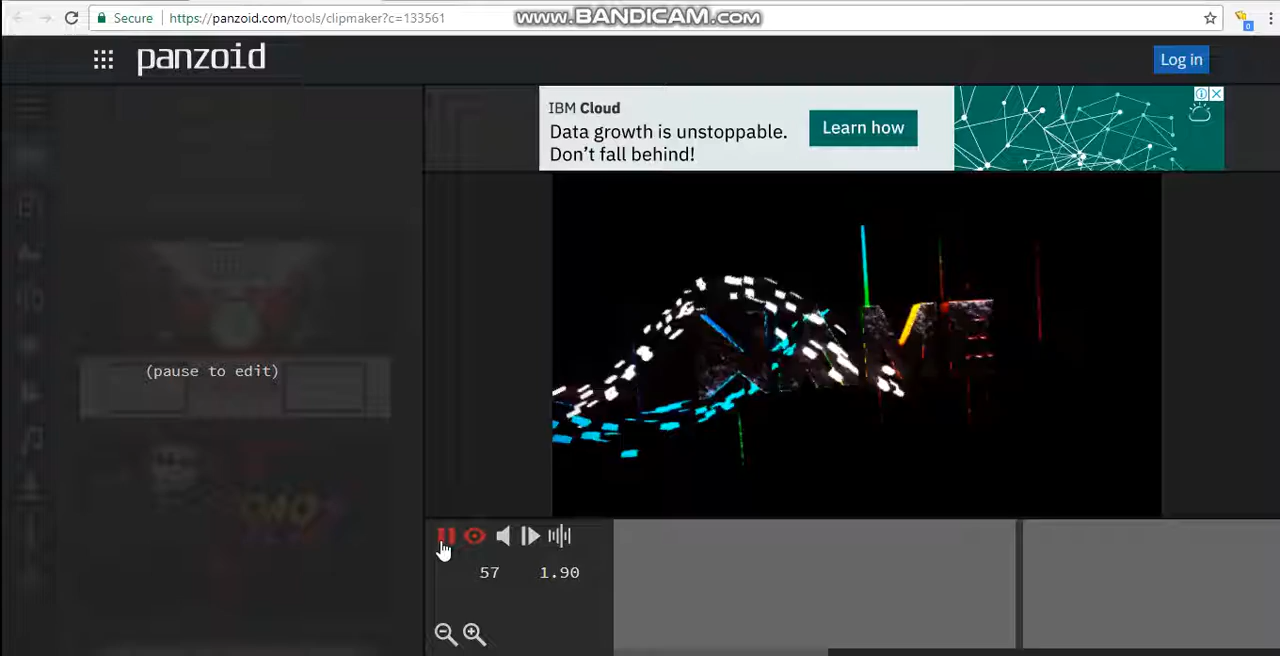 Secure
https://panzoid.com/tools/clipmaker?c=133561
www.BANDICAM.com
0
panzoid
Log in
IBM Cloud
Data growth is unstoppable.
Don't fall behind!
Learn how
(pause to edit)
57 1.90